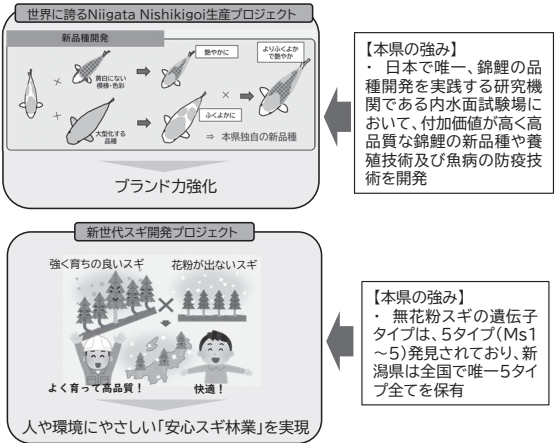 世界に誇るNiigata Nishikigoi生産プロジェクト
新品種開発
黄白にない
模様・色彩
艶やかに
よりふくよか
で艶やか
大型化する
品種
ふくよかに
⇒ 本県独自の新品種
ブランド力強化
【本県の強み】
・ 日本で唯一、錦鯉の品
種開発を実践する研究機
関である内水面試験場に
おいて、付加価値が高く高
品質な錦鯉の新品種や養
殖技術及び魚病の防疫技
術を開発
新世代スギ開発プロジェクト
強く育ちの良いスギ
花粉が出ないスギ
よく育って高品質！
快適！
人や環境にやさしい「安心スギ林業」を実現
【本県の強み】
・ 無花粉スギの遺伝子
タイプは、5タイプ（Ms1
～5）発見されており、新
潟県は全国で唯一5タイ
プ全てを保有